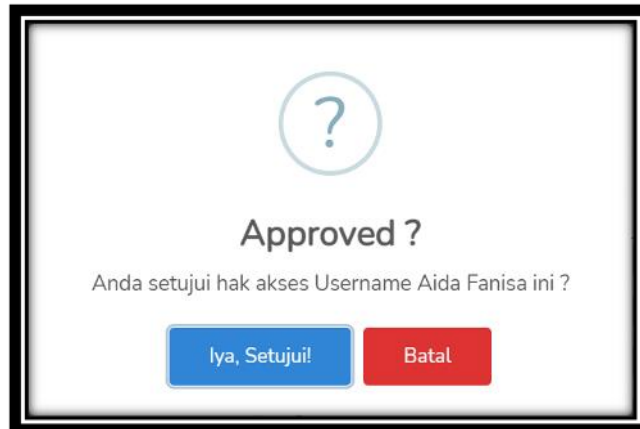 ?
Approved ?
Anda setujui hak akses Username Aida Fanisa ini ?
Iya, Setujui!
Batal